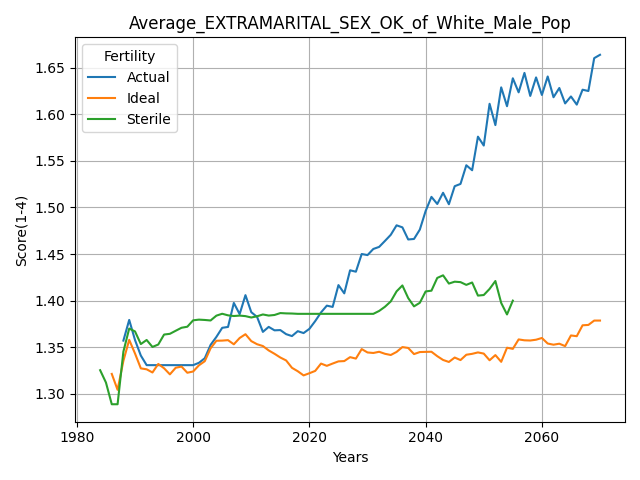 Average_EXTRAMARITAL_SEX_OK_of_White_Male_Pop
Fertility
Actual
Ideal
Sterile
Score(1-4)
1.65
1.60
1.55
1.50
1.45
1.40
1.35
1.30
1980 2000 2020 2040 2060
Years